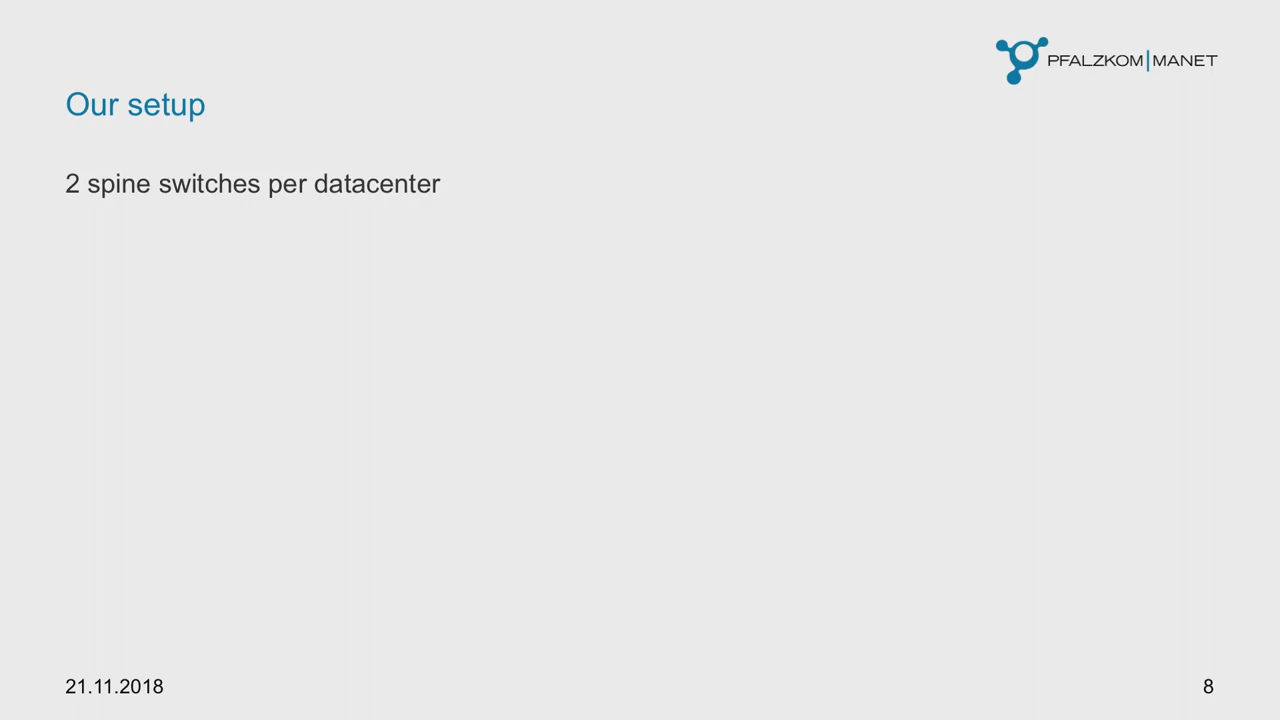 PFALZKOM|MANET
Our setup
2 spine switches per datacenter
21.11.2018
8